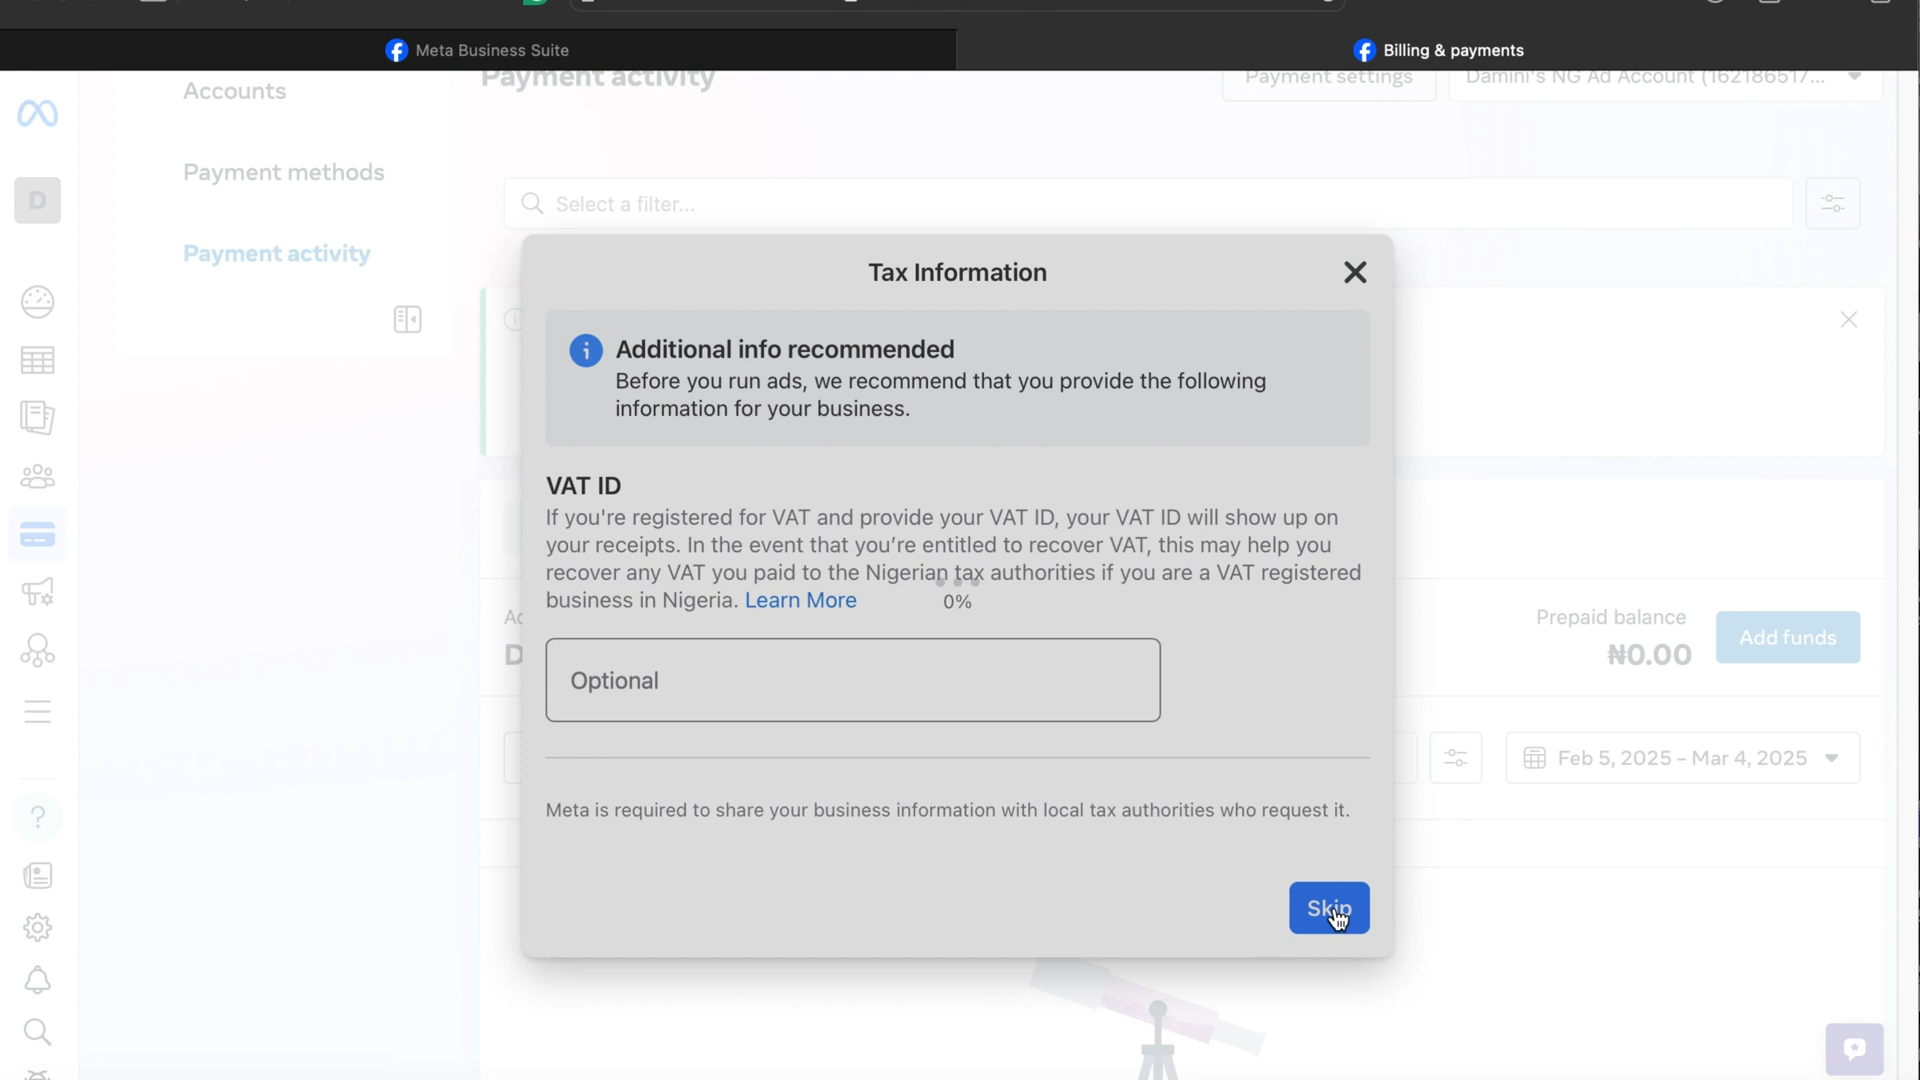 Meta Business Suite
Billing & payments
Accounts
Payment activity
Payment settings
Damini's NG Ad Account (162186517...
Payment methods
D
Select a filter...
Payment activity
Tax Information
Additional info recommended
Before you run ads, we recommend that you provide the following
information for your business.
VAT ID
If you're registered for VAT and provide your VAT ID, your VAT ID will show up on
your receipts. In the event that you're entitled to recover VAT, this may help you
recover any VAT you paid to the Nigerian tax authorities if you are a VAT registered
business in Nigeria. Learn More
0%
Prepaid balance
₦0.00
Add funds
Optional
Feb 5, 2025 – Mar 4, 2025
Meta is required to share your business information with local tax authorities who request it.
Skip